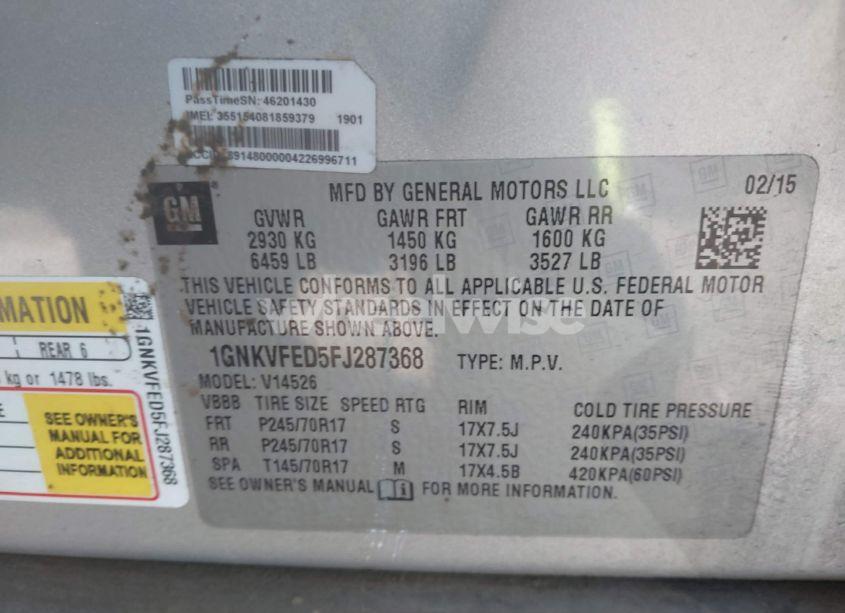 PassTimeSN: 46201430
IMEI: 355154081859379 1901
89148000004226996711
GM
MFD BY GENERAL MOTORS LLC 02/15
GVWR GAWR FRT GAWR RR
2930 KG 1450 KG 1600 KG
6459 LB 3196 LB 3527 LB
THIS VEHICLE CONFORMS TO ALL APPLICABLE U.S. FEDERAL MOTOR
VEHICLE SAFETY STANDARDS IN EFFECT ON THE DATE OF
MANUFACTURE SHOWN ABOVE.
1GNKVFED5FJ287368 TYPE: M.P.V.
MODEL: V14526
VBBB TIRE SIZE SPEED RTG RIM COLD TIRE PRESSURE
FRT P245/70R17 S 17X7.5J 240KPA(35PSI)
RR P245/70R17 S 17X7.5J 240KPA(35PSI)
SPA T145/70R17 M 17X4.5B 420KPA(60PSI)
SEE OWNER'S MANUAL FOR MORE INFORMATION.
REAR 6
kg or 1478 lbs.
SEE OWNER'S
MANUAL FOR
ADDITIONAL
INFORMATION
1GNKVFED5FJ287368